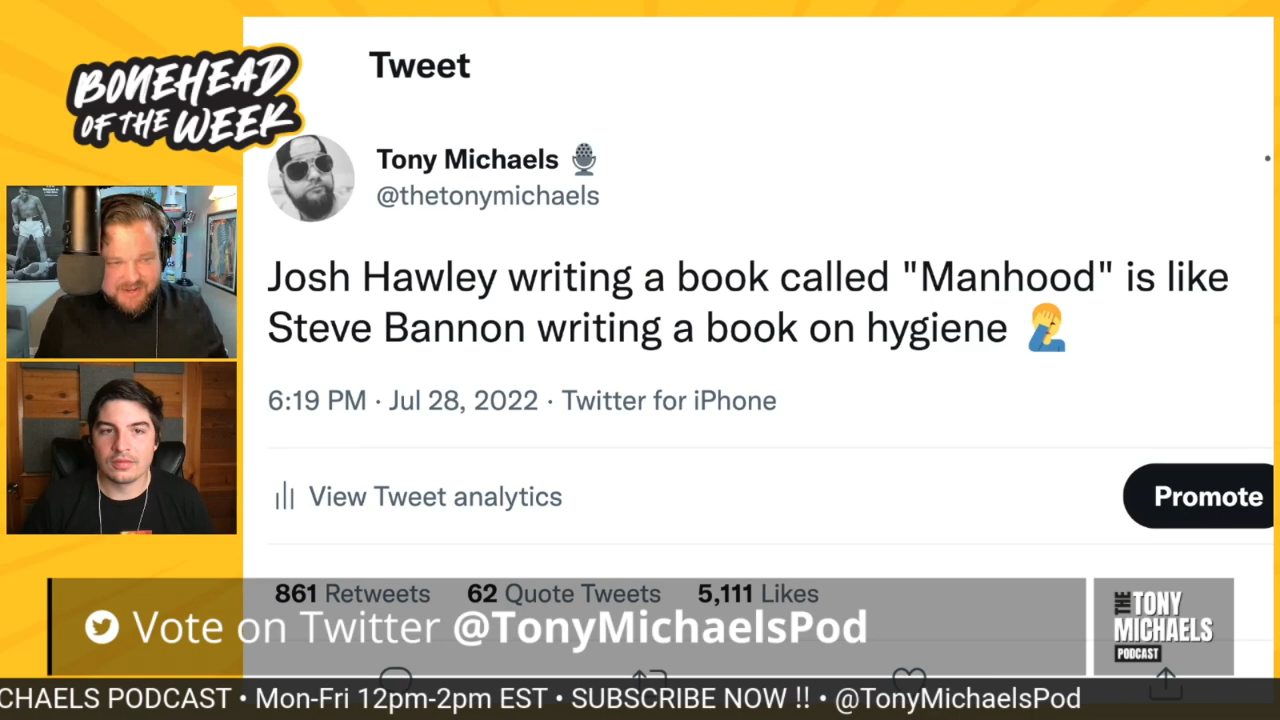 BONEHEAD
OF THE WEEK
Tweet
Tony Michaels
@thetonymichaels
Josh Hawley writing a book called "Manhood" is like
Steve Bannon writing a book on hygiene
6:19 PM · Jul 28, 2022 · Twitter for iPhone
View Tweet analytics
Promote
861 Retweets 62 Quote Tweets 5,111 Likes
Vote on Twitter @TonyMichaelsPod
THE TONY
MICHAELS
PODCAST
CHAELS PODCAST • Mon-Fri 12pm-2pm EST • SUBSCRIBE NOW !! • @TonyMichaelsPod